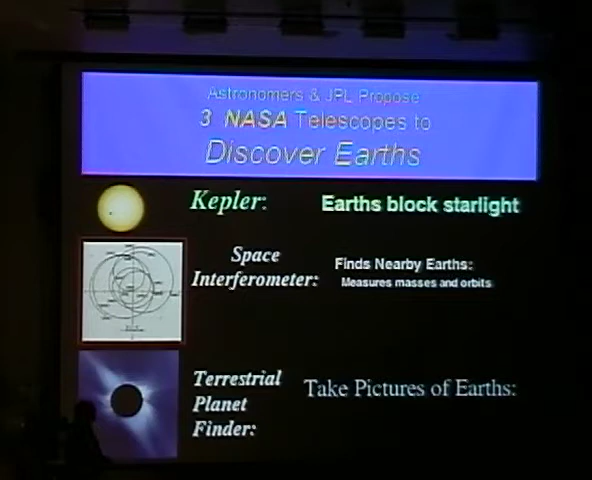 Astronomers & JPL Propose
3 NASA Telescopes to
Discover Earths
Kepler: Earths block starlight
Space
Interferometer:
Finds Nearby Earths:
Measures masses and orbits
Terrestrial
Planet
Finder:
Take Pictures of Earths: